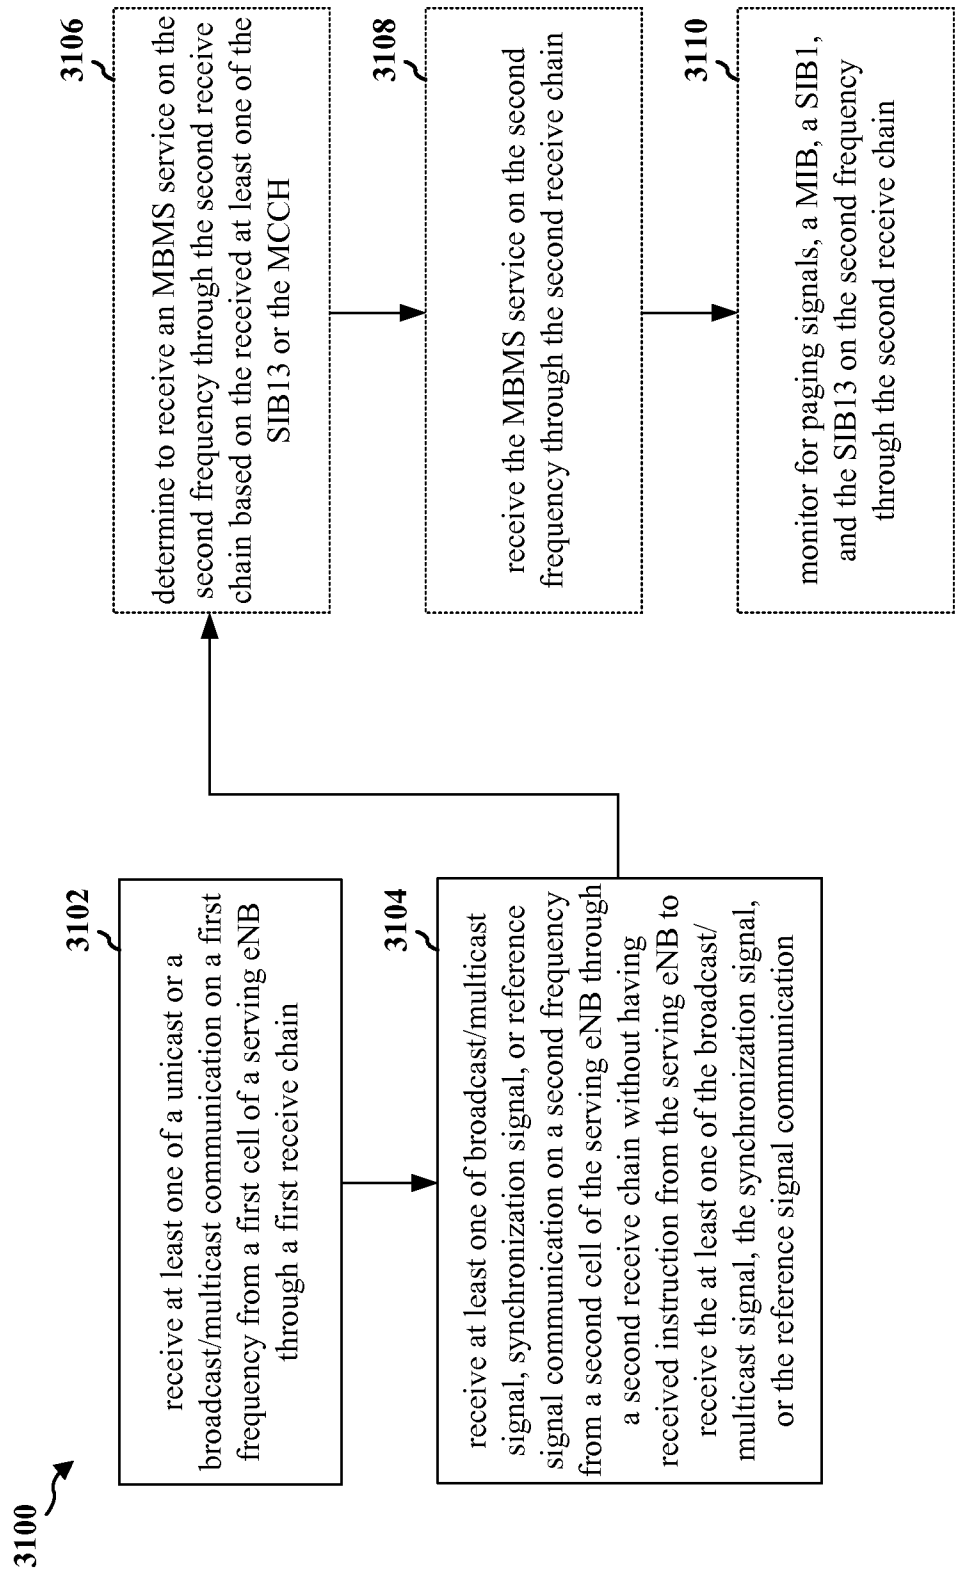 3100
3102
receive at least one of a unicast or a
broadcast/multicast communication on a first
frequency from a first cell of a serving eNB
through a first receive chain
3104
receive at least one of broadcast/multicast
signal, synchronization signal, or reference
signal communication on a second frequency
from a second cell of the serving eNB through
a second receive chain without having
received instruction from the serving eNB to
receive the at least one of the broadcast/
multicast signal, the synchronization signal,
or the reference signal communication
3106
determine to receive an MBMS service on the
second frequency through the second receive
chain based on the received at least one of the
SIB13 or the MCCH
3108
receive the MBMS service on the second
frequency through the second receive chain
3110
monitor for paging signals, a MIB, a SIB1,
and the SIB13 on the second frequency
through the second receive chain